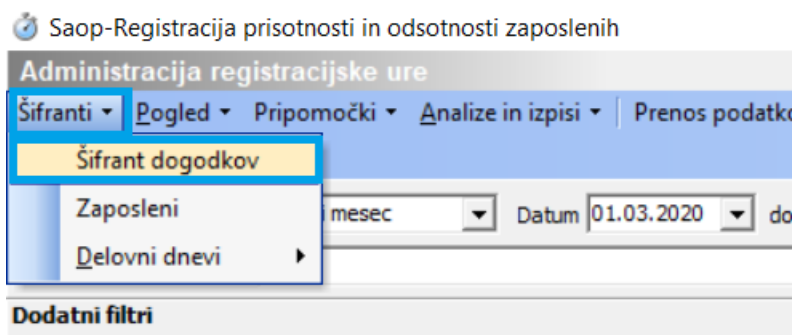 Saop-Registracija prisotnosti in odsotnosti zaposlenih
Administracija registracijske ure
Šifranti Pogled Pripomočki Analize in izpisi Prenos
Šifrant dogodkov
Zaposleni
mesec Datum 01.03.2020 do
Delovni dnevi
Dodatni filtri